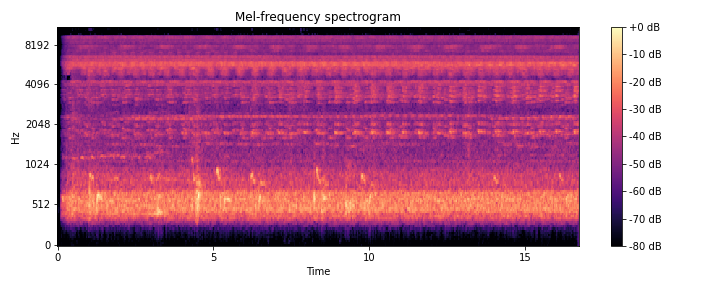 Mel-frequency spectrogram
Hz
8192
4096
2048
1024
512
0
0
5
10
15
Time
+0 dB
-10 dB
-20 dB
-30 dB
-40 dB
-50 dB
-60 dB
-70 dB
-80 dB